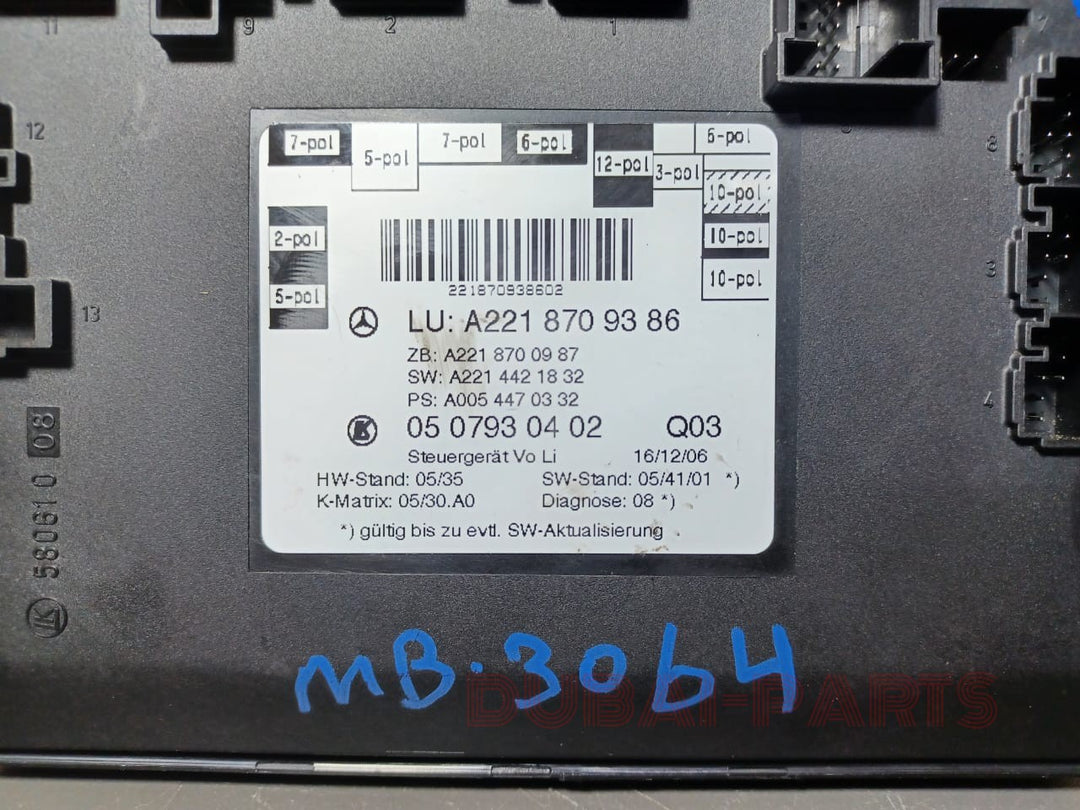 11
9
2
1
12
13
8
3
4
7-pol
5-pol
7-pol
6-pol
12-pol
3-pol
6-pol
10-pol
10-pol
10-pol
2-pol
5-pol
221870938602
LU: A221 870 93 86
ZB: A221 870 09 87
SW: A221 442 18 32
PS: A005 447 03 32
05 0793 04 02 Q03
Steuergerät Vo Li 16/12/06
HW-Stand: 05/35 SW-Stand: 05/41/01 *)
K-Matrix: 05/30.A0 Diagnose: 08 *)
*) gültig bis zu evtl. SW-Aktualisierung
580610 08
MB.3064
DUBAI-PARTS